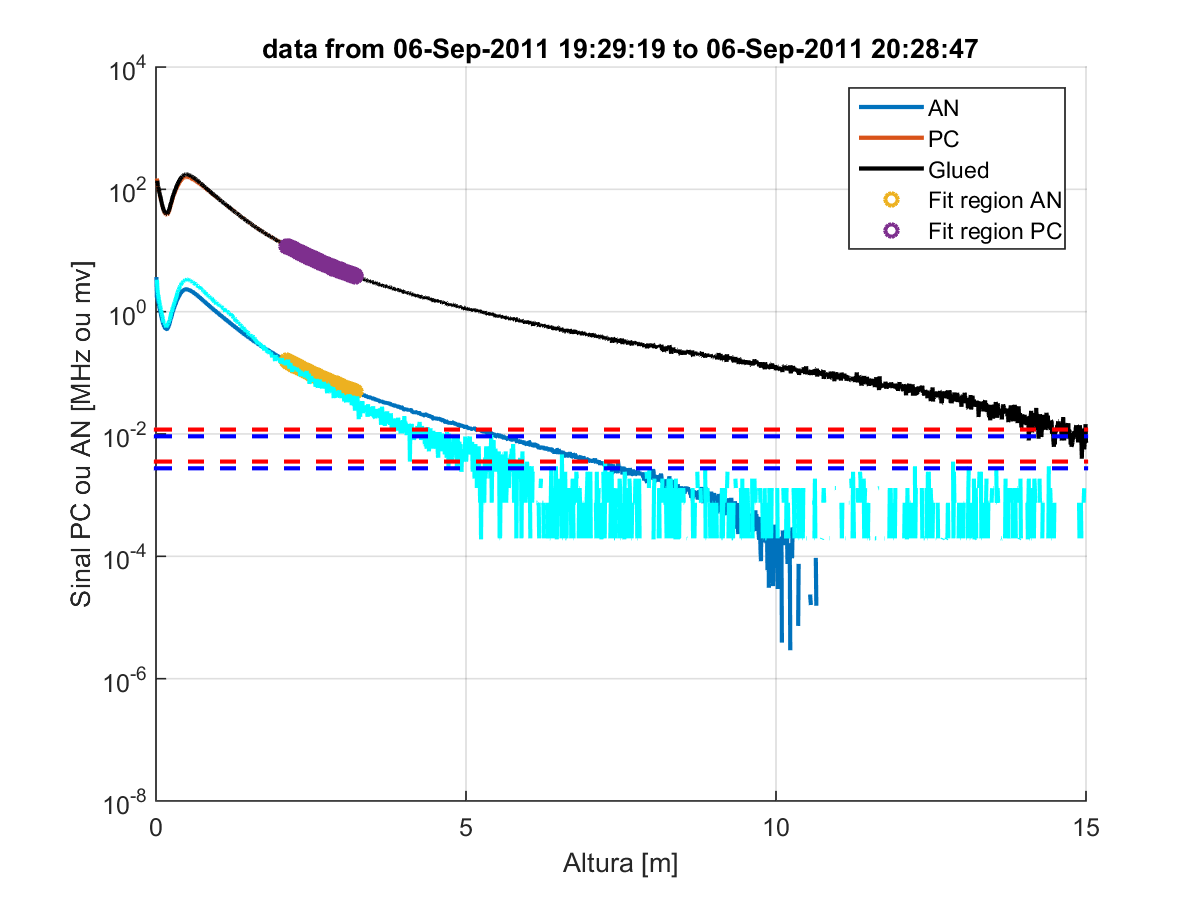 data from 06-Sep-2011 19:29:19 to 06-Sep-2011 20:28:47
10^4
10^2
10^0
10^-2
10^-4
10^-6
10^-8
Sinal PC ou AN [MHz ou mv]
AN
PC
Glued
Fit region AN
Fit region PC
0 5 10 15
Altura [m]